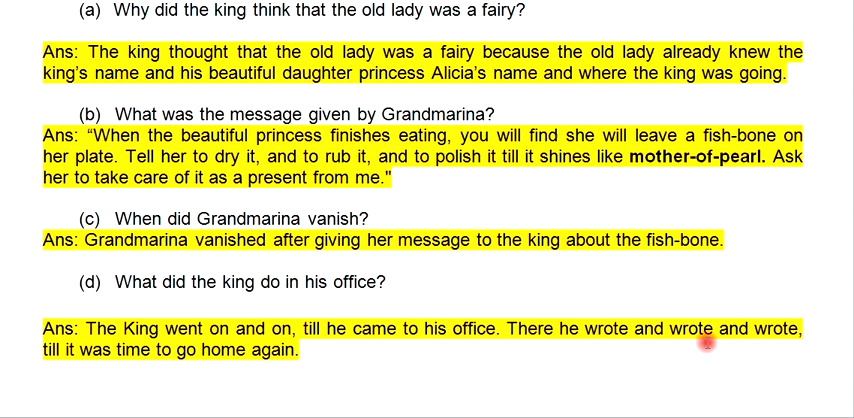 (a) Why did the king think that the old lady was a fairy?
Ans: The king thought that the old lady was a fairy because the old lady already knew the
king's name and his beautiful daughter princess Alicia's name and where the king was going.
(b) What was the message given by Grandmarina?
Ans: “When the beautiful princess finishes eating, you will find she will leave a fish-bone on
her plate. Tell her to dry it, and to rub it, and to polish it till it shines like mother-of-pearl. Ask
her to take care of it as a present from me."
(c) When did Grandmarina vanish?
Ans: Grandmarina vanished after giving her message to the king about the fish-bone.
(d) What did the king do in his office?
Ans: The King went on and on, till he came to his office. There he wrote and wrote and wrote,
till it was time to go home again.